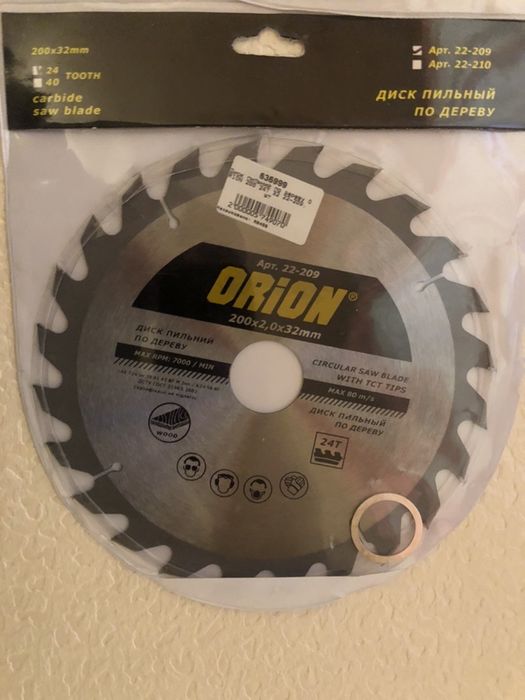 200x32mm
24
40 TOOTH
carbide
saw blade
Арт. 22-209
Арт. 22-210
ДИСК ПИЛЬНЫЙ
ПО ДЕРЕВУ
636999
2000005749070
Арт. 22-209
ORiON®
200x2,0x32mm
ДИСК ПИЛЬНИЙ
ПО ДЕРЕВУ
MAX RPM: 7000 / MIN
CIRCULAR SAW BLADE
WITH TCT TIPS
MAX 80 m/s
ДИСК ПИЛЬНЫЙ
ПО ДЕРЕВУ
WOOD
24T